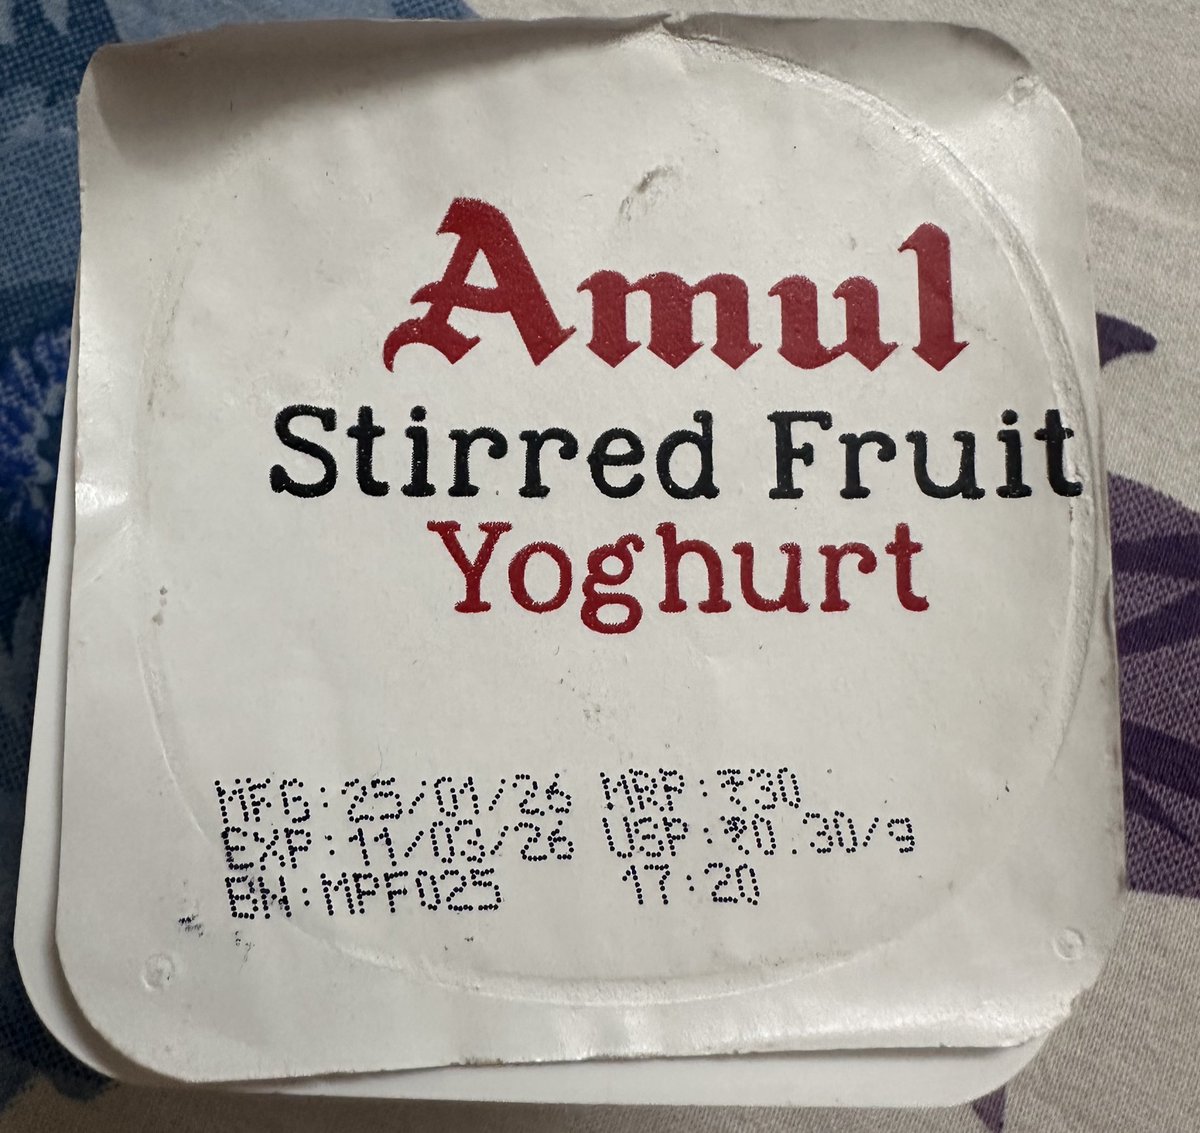 Amul
Stirred Fruit
Yoghurt
MFG:25/01/26 MRP:₹30
EXP:11/03/26 USP:₹0.30/g
BN:MPF025 17:20